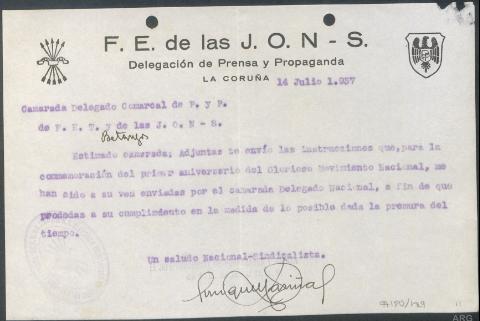 F. E. de las J. O. N - S.
Delegación de Prensa y Propaganda
LA CORUÑA
14 Julio 1.937
Camarada Delegado Comarcal de P. y P.
de F. E. T. y de las J. O. N - S.
Betanzos
Estimado camarada; Adjuntas te envio las instrucciones que, para la
conmemoración del primer aniversario del Glorioso Movimiento Nacional, me
han sido a su vez enviadas por el camarada Delegado Nacional, a fin de que
procedas a su cumplimiento en la medida de lo posible dada la premura del
tiempo.
Un saludo Nacional-Sindicalista.
ARG